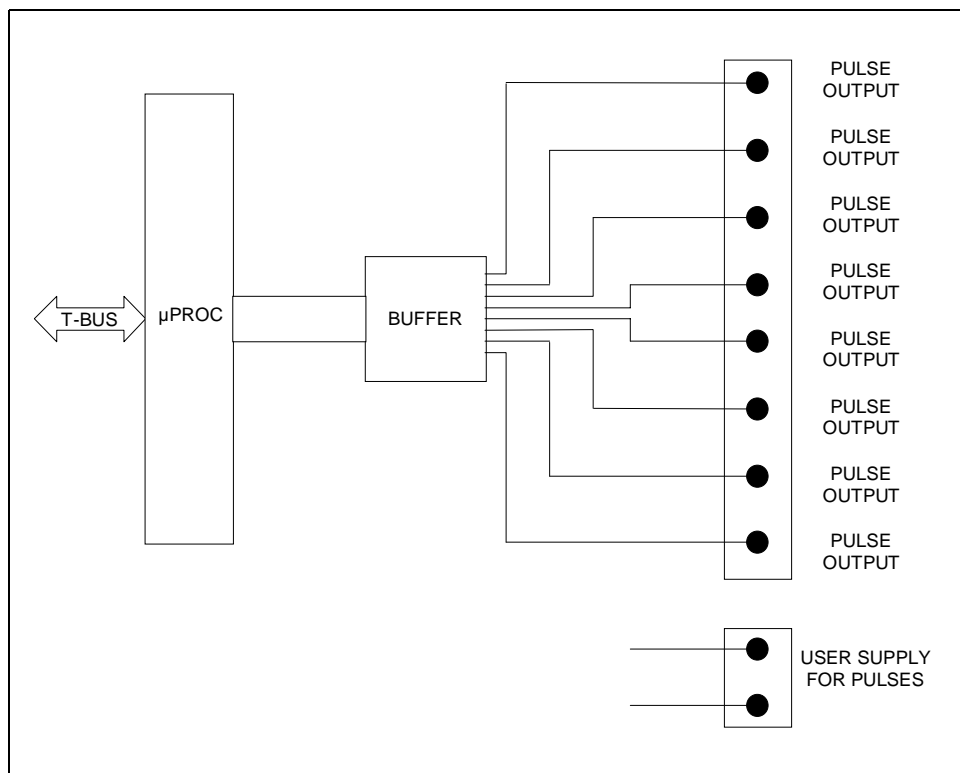 PULSE
OUTPUT
PULSE
OUTPUT
PULSE
OUTPUT
PULSE
OUTPUT
T-BUS
µPROC
BUFFER
PULSE
OUTPUT
PULSE
OUTPUT
PULSE
OUTPUT
PULSE
OUTPUT
USER SUPPLY
FOR PULSES